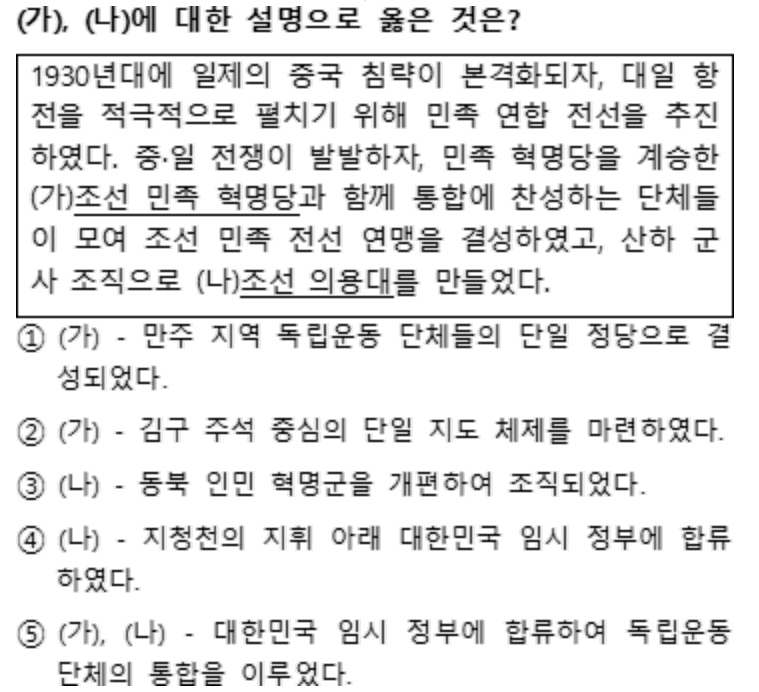 (가), (나)에 대한 설명으로 옳은 것은?
1930년대에 일제의 중국 침략이 본격화되자, 대일 항
전을 적극적으로 펼치기 위해 민족 연합 전선을 추진
하였다. 중·일 전쟁이 발발하자, 민족 혁명당을 계승한
(가)조선 민족 혁명당과 함께 통합에 찬성하는 단체들
이 모여 조선 민족 전선 연맹을 결성하였고, 산하 군
사 조직으로 (나)조선 의용대를 만들었다.
① (가) - 만주 지역 독립운동 단체들의 단일 정당으로 결
성되었다.
② (가) - 김구 주석 중심의 단일 지도 체제를 마련하였다.
③ (나) - 동북 인민 혁명군을 개편하여 조직되었다.
④ (나) - 지청천의 지휘 아래 대한민국 임시 정부에 합류
하였다.
⑤ (가), (나) - 대한민국 임시 정부에 합류하여 독립운동
단체의 통합을 이루었다.